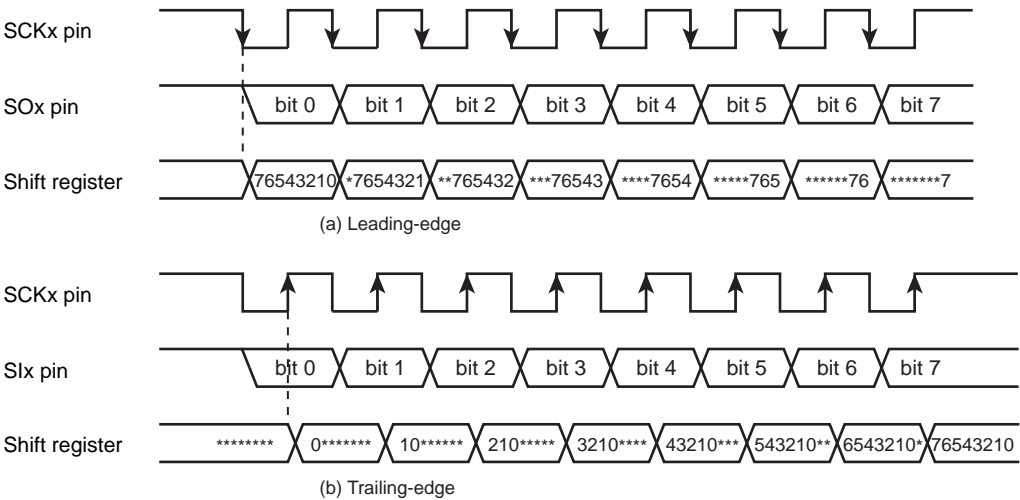 SCKx pin
SOx pin
bit 0 bit 1 bit 2 bit 3 bit 4 bit 5 bit 6 bit 7
Shift register
76543210 *7654321 **765432 ***76543 ****7654 *****765 ******76 *******7
(a) Leading-edge
SCKx pin
SIx pin
bit 0 bit 1 bit 2 bit 3 bit 4 bit 5 bit 6 bit 7
Shift register
******** 0******* 10****** 210***** 3210**** 43210*** 543210** 6543210* 76543210
(b) Trailing-edge